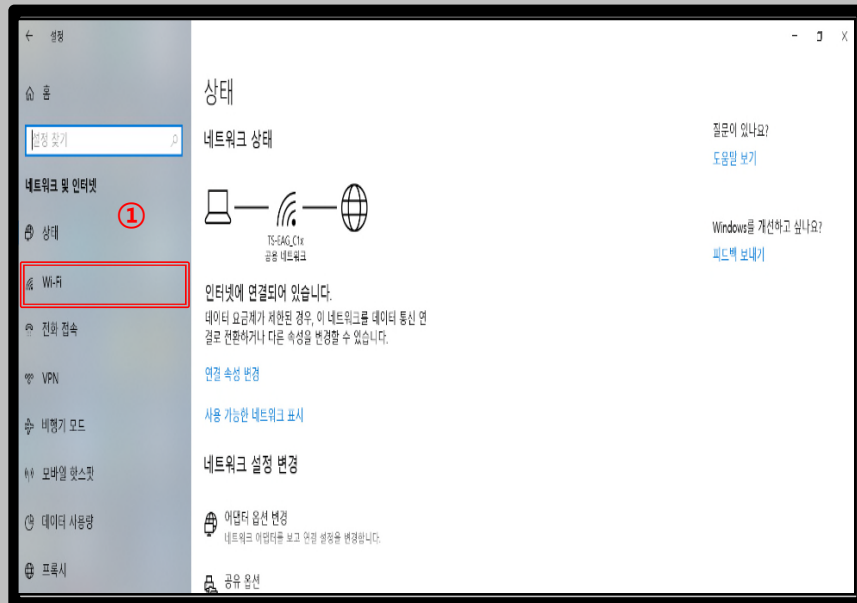 설정
홈
설정 찾기
네트워크 및 인터넷
①
상태
Wi-Fi
전화 접속
VPN
비행기 모드
모바일 핫스팟
데이터 사용량
프록시
상태
네트워크 상태
TS-EAG_C1x
공용 네트워크
인터넷에 연결되어 있습니다.
데이터 요금제가 제한된 경우, 이 네트워크를 데이터 통신 연
결로 전환하거나 다른 속성을 변경할 수 있습니다.
연결 속성 변경
사용 가능한 네트워크 표시
네트워크 설정 변경
어댑터 옵션 변경
네트워크 어댑터를 보고 연결 설정을 변경합니다.
공유 옵션
질문이 있나요?
도움말 보기
Windows를 개선하고 싶나요?
피드백 보내기